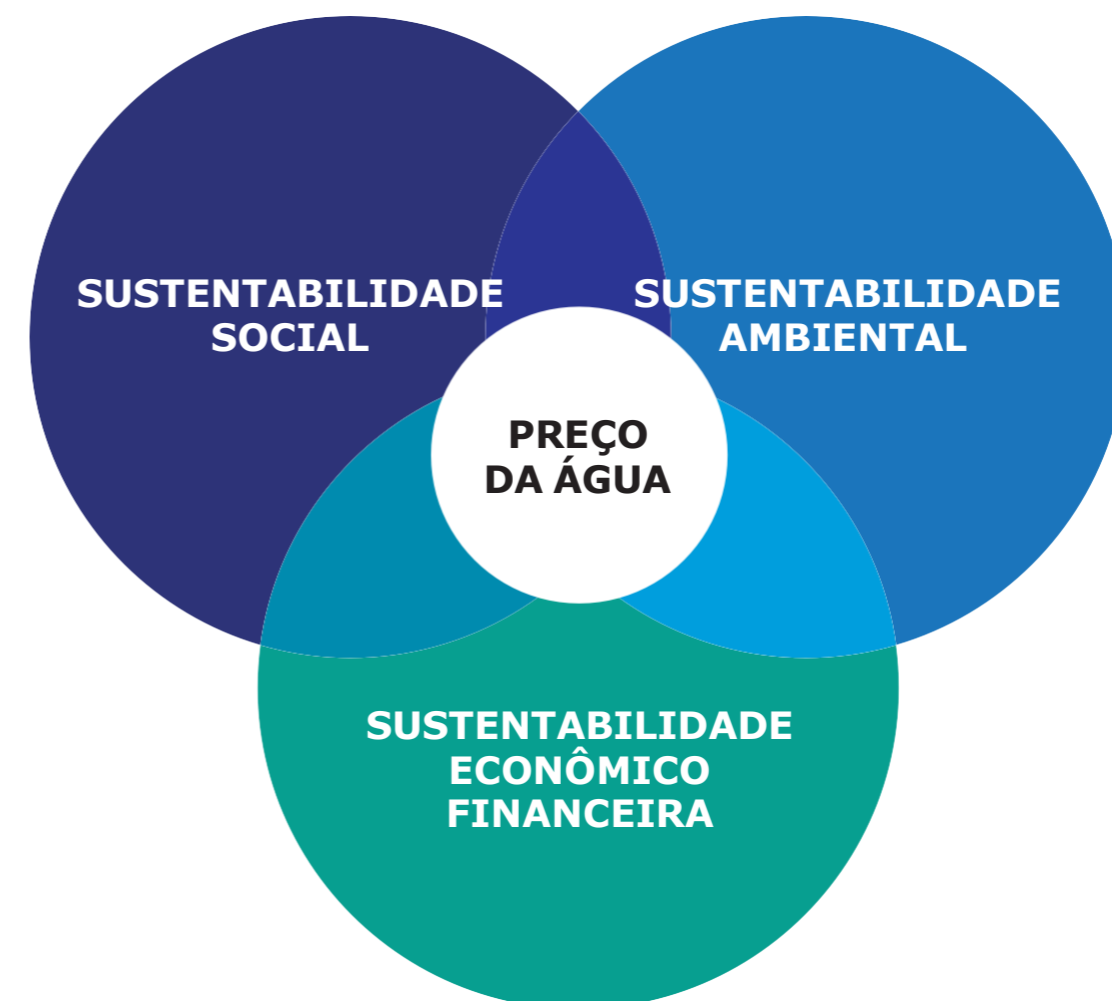 SUSTENTABILIDADE
SOCIAL
SUSTENTABILIDADE
AMBIENTAL
PREÇO
DA ÁGUA
SUSTENTABILIDADE
ECONÔMICO
FINANCEIRA